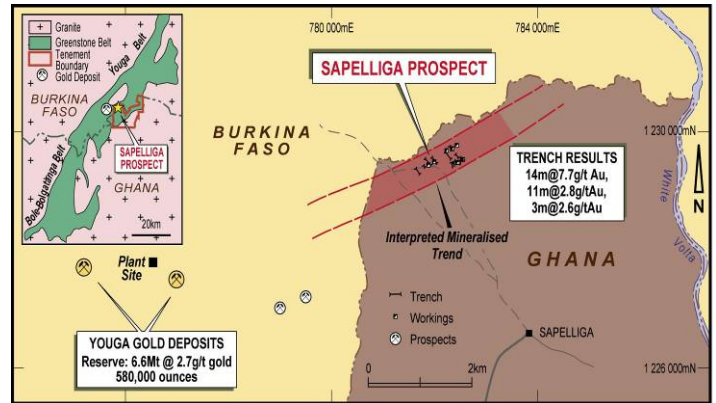 Granite
Greenstone Belt
Tenement
Boundary
Gold Deposit
Youga Belt
BURKINA
FASO
SAPELLIGA
PROSPECT
GHANA
Bole-Bolgatanga Belt
20km
780 000mE
784 000mE
SAPELLIGA PROSPECT
BURKINA
FASO
1 230 000mN
TRENCH RESULTS
14m@7.7g/t Au,
11m@2.8g/tAu,
3m@2.6g/tAu
White
Volta
N
Interpreted Mineralised
Trend
GHANA
Plant
Site
Trench
Workings
Prospects
SAPELLIGA
YOUGA GOLD DEPOSITS
Reserve: 6.6Mt @ 2.7g/t gold
580,000 ounces
0
2km
1 226 000mN